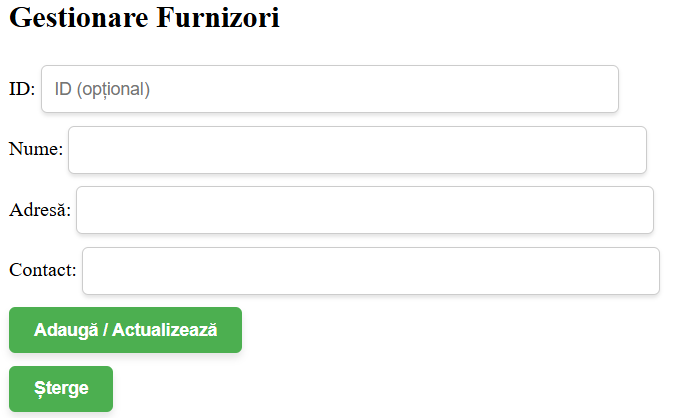 Gestionare Furnizori
ID: ID (opțional)
Nume:
Adresă:
Contact:
Adaugă / Actualizează
Șterge